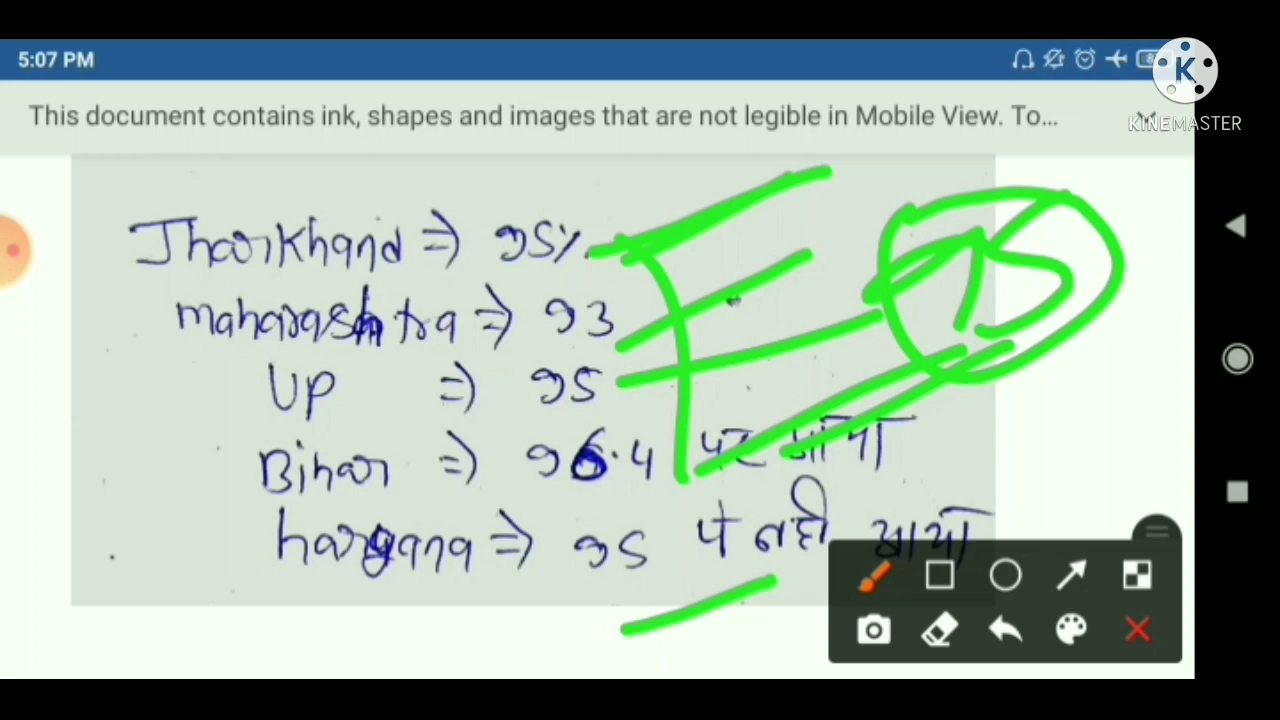 5:07 PM
KINEMASTER
This document contains ink, shapes and images that are not legible in Mobile View. To...
Jharkhand => 95%
maharashtra => 93
UP => 95
75
Bihar => 96.4 पर आया
haryana => 95 पे नही आया